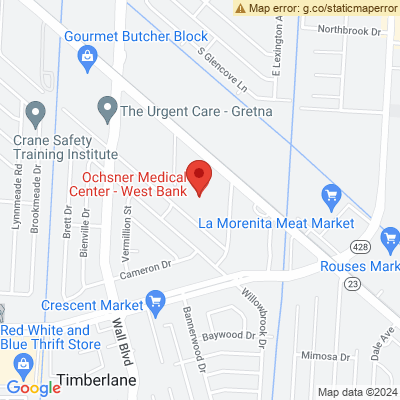 Map error: g.co/staticmaperror
Northbrook Dr
E Lexington A
S Glencove Ln
Gourmet Butcher Block
The Urgent Care - Gretna
Crane Safety
Training Institute
Ochsner Medical
Center - West Bank
Lynnmeade Rd
Brookmeade Dr
Brett Dr
Bienville Dr
Vermillion St
La Morenita Meat Market
428
Rouses Mark
Cameron Dr
23
Crescent Market
Willowbrook Dr
Red White and
Blue Thrift Store
Wall Blvd
Bannerwood Dr
Baywood Dr
Mimosa Dr
Dale Ave
Timberlane
Google
Map data ©2024